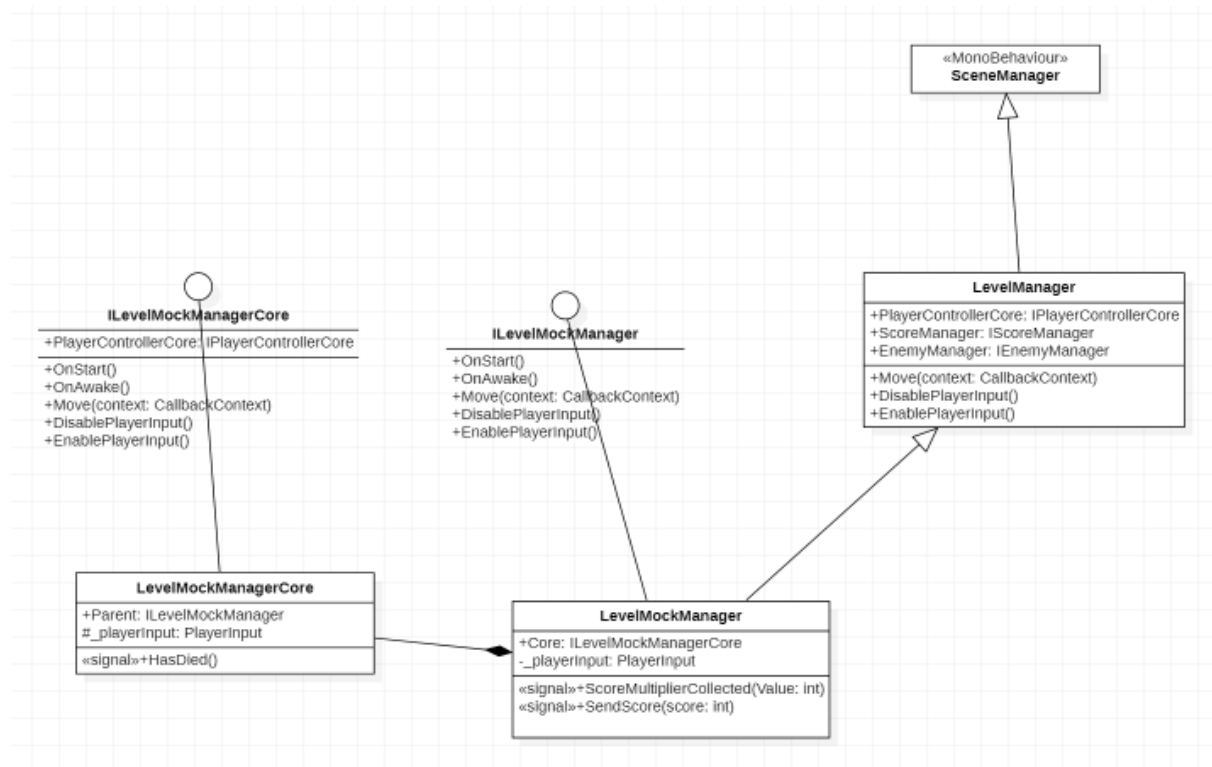 «MonoBehaviour»
SceneManager
ILevelMockManagerCore
+PlayerControllerCore: IPlayerControllerCore
+OnStart()
+OnAwake()
+Move(context: CallbackContext)
+DisablePlayerInput()
+EnablePlayerInput()
ILevelMockManager
+OnStart()
+OnAwake()
+Move(context: CallbackContext)
+DisablePlayerInput()
+EnablePlayerInput()
LevelManager
+PlayerControllerCore: IPlayerControllerCore
+ScoreManager: IScoreManager
+EnemyManager: IEnemyManager
+Move(context: CallbackContext)
+DisablePlayerInput()
+EnablePlayerInput()
LevelMockManagerCore
+Parent: ILevelMockManager
#_playerInput: PlayerInput
«signal»+HasDied()
LevelMockManager
+Core: ILevelMockManagerCore
-_playerInput: PlayerInput
«signal»+ScoreMultiplierCollected(Value: int)
«signal»+SendScore(score: int)